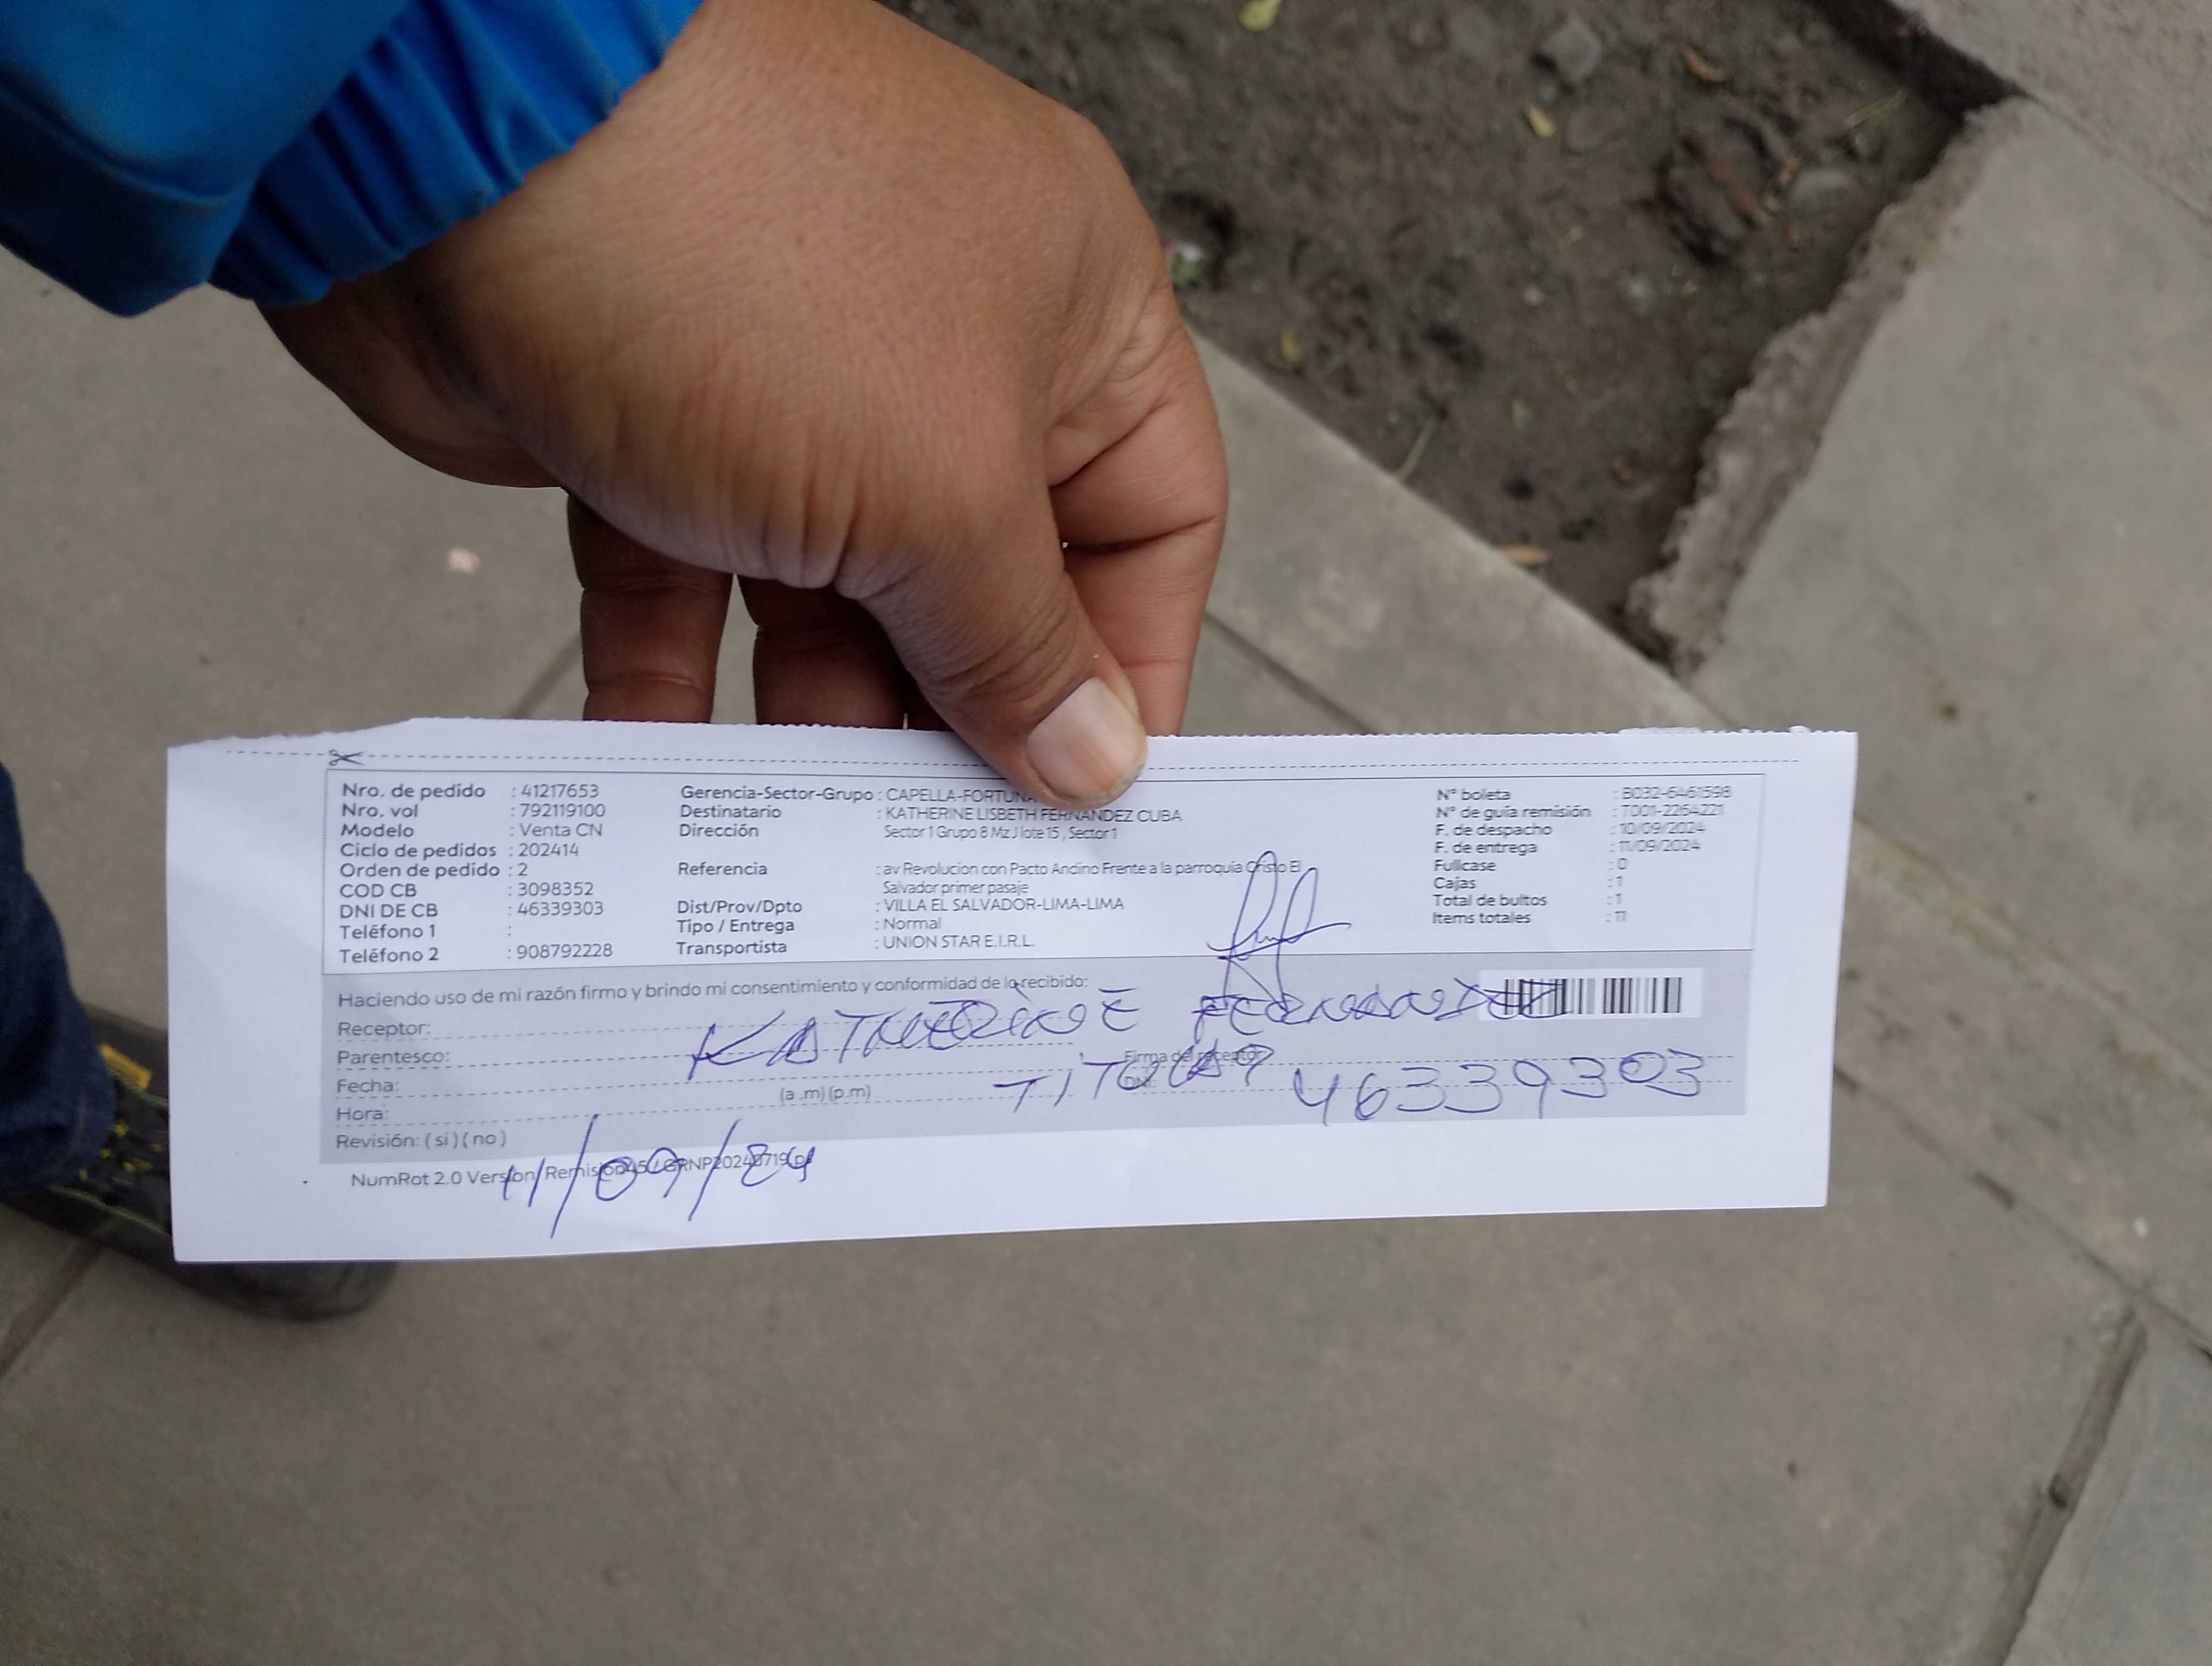 Nro. de pedido : 41217653
Nro. vol : 792119100
Modelo : Venta CN
Ciclo de pedidos : 202414
Orden de pedido : 2
COD CB : 3098352
DNI DE CB : 46339303
Teléfono 1 :
Teléfono 2 : 908792228
Gerencia-Sector-Grupo : CAPELLA-FORTUNA
Destinatario : KATHERINE LISBETH FERNANDEZ CUBA
Dirección Sector 1 Grupo 8 Mz J lote 15 , Sector 1
Referencia : av Revolucion con Pacto Andino Frente a la parroquia Cristo El
Salvador primer pasaje
Dist/Prov/Dpto : VILLA EL SALVADOR-LIMA-LIMA
Tipo / Entrega : Normal
Transportista : UNION STAR E.I.R.L.
N° boleta : B032-6461598
N° de guía remisión : T001-2264221
F. de despacho : 10/09/2024
F. de entrega : 11/09/2024
Fullcase : 0
Cajas : 1
Total de bultos : 1
Items totales : 11
Haciendo uso de mi razón firmo y brindo mi consentimiento y conformidad de lo recibido:
Receptor: KATHERINE FERNANDEZ
Parentesco: TITULAR Firma del receptor
Fecha: DNI 46339303
Hora: (a .m) (p.m)
Revisión: ( si ) ( no )
11/09/24
NumRot 2.0 Version/Remision